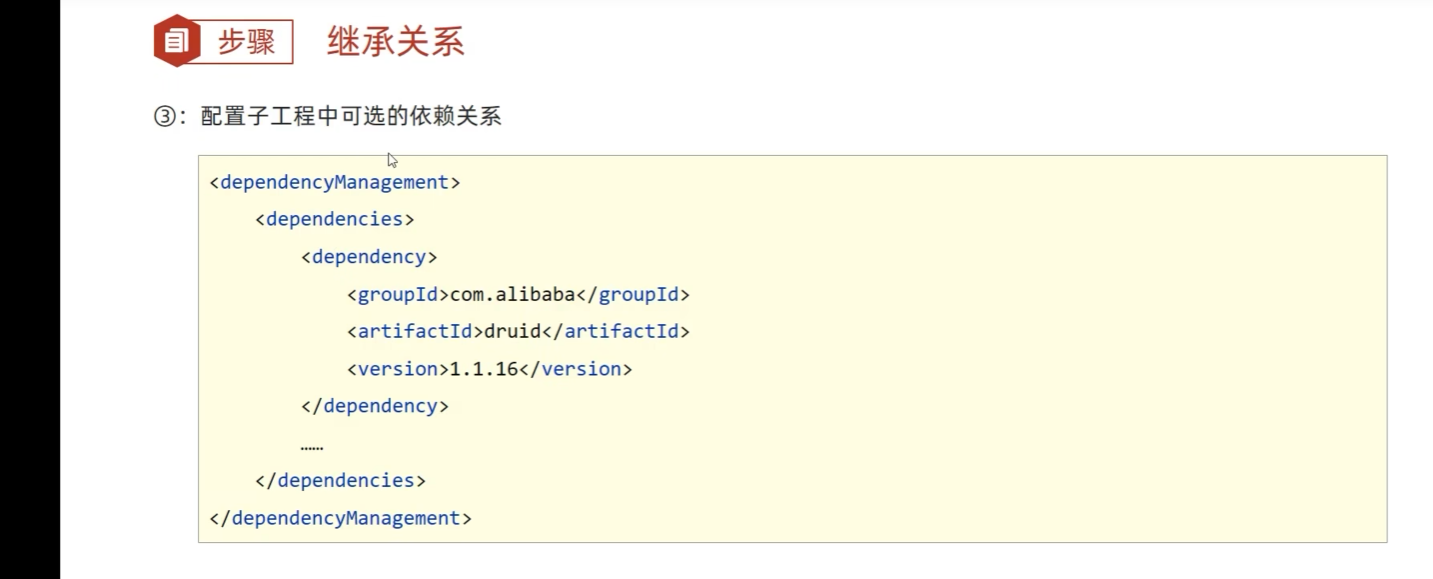 步骤 继承关系
③：配置子工程中可选的依赖关系
<dependencyManagement>
    <dependencies>
        <dependency>
            <groupId>com.alibaba</groupId>
            <artifactId>druid</artifactId>
            <version>1.1.16</version>
        </dependency>
        ……
    </dependencies>
</dependencyManagement>